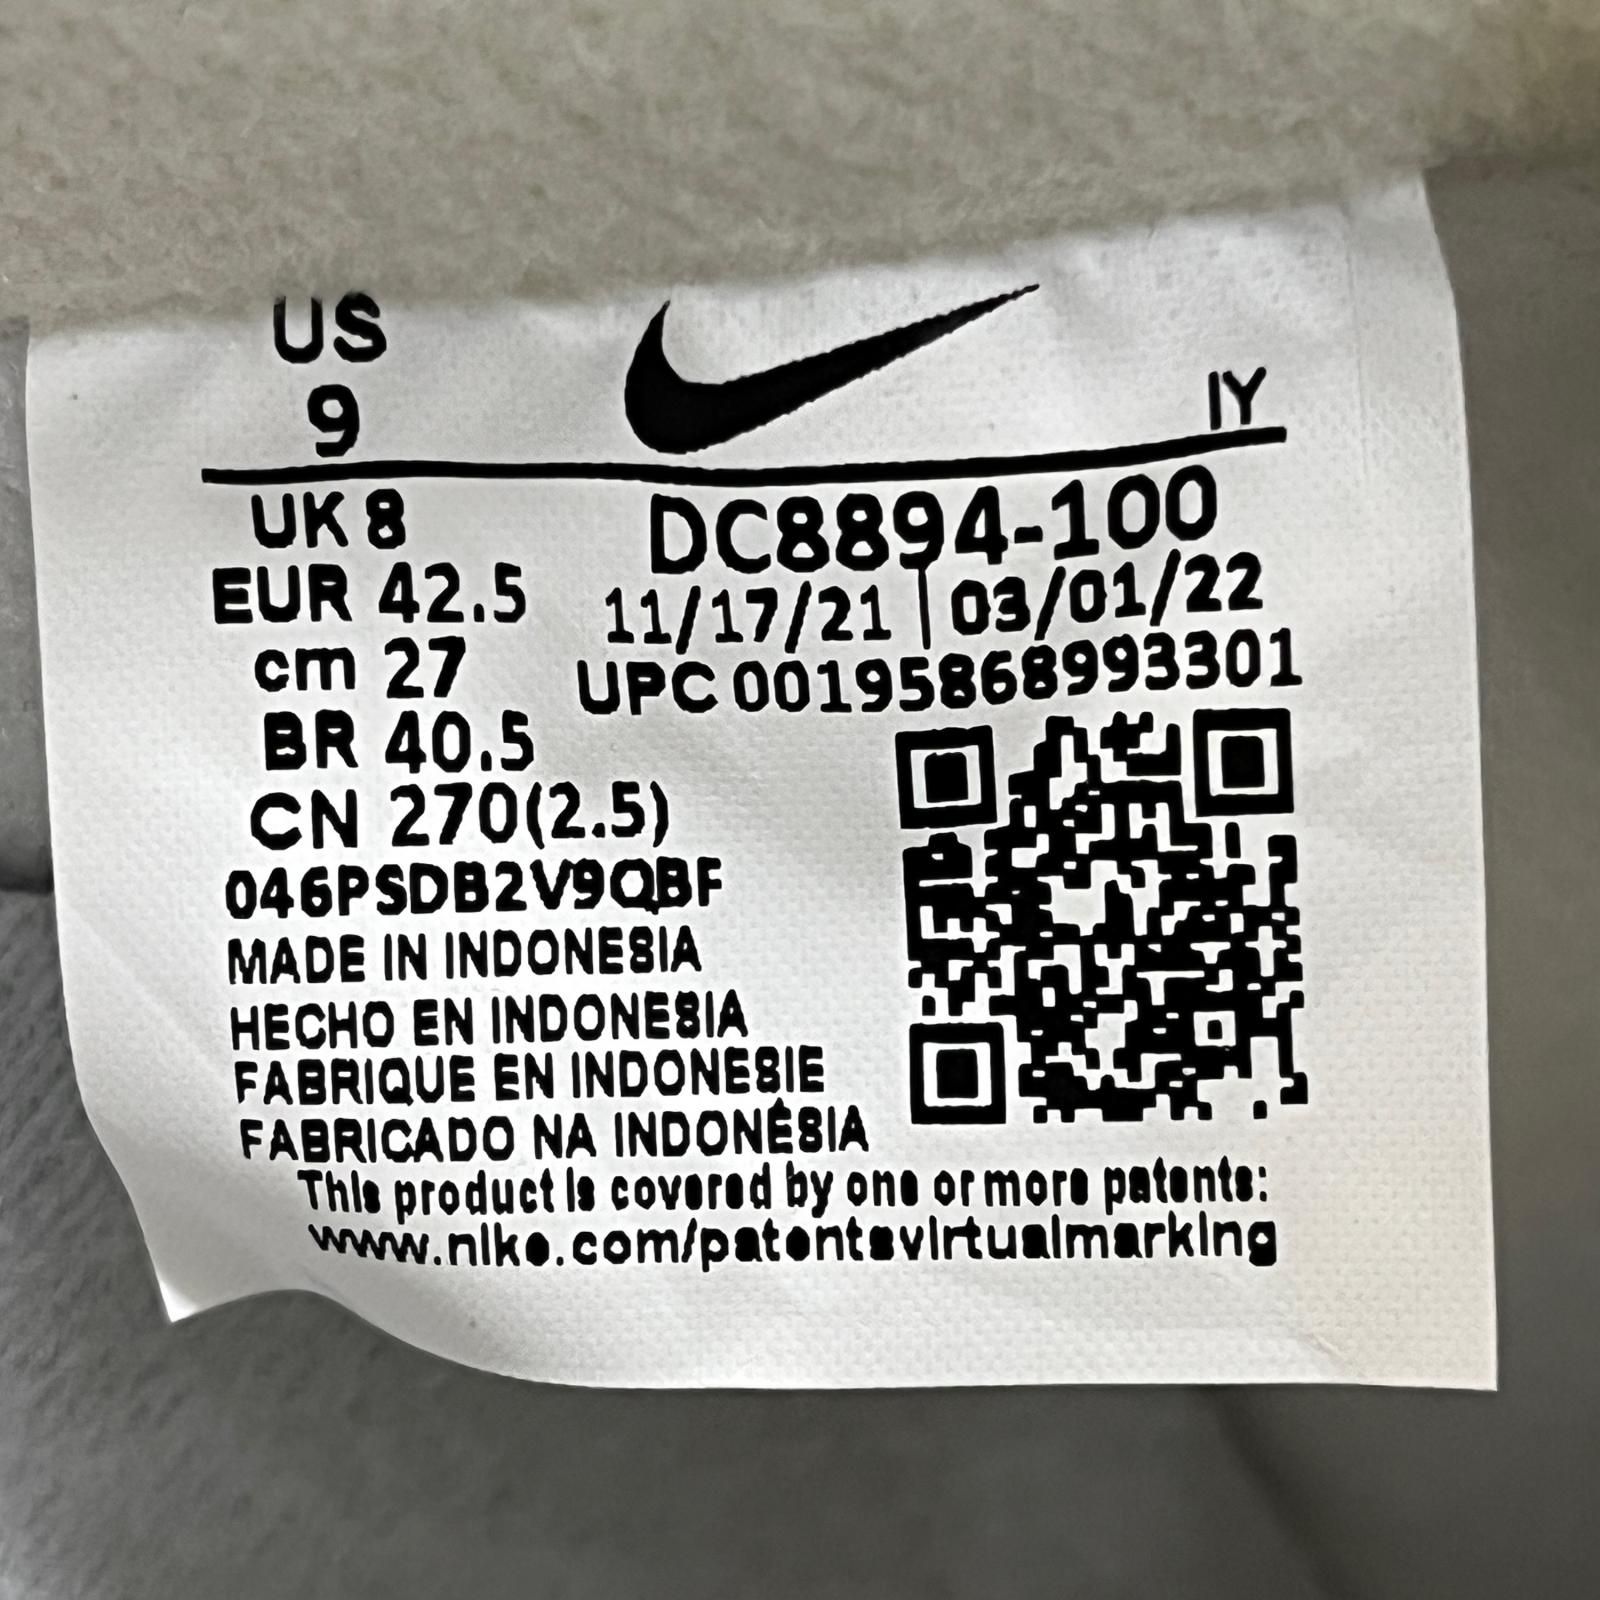 US
9
IY
UK 8
EUR 42.5
cm 27
BR 40.5
CN 270(2.5)
DC8894-100
11/17/21 | 03/01/22
UPC 00195868993301
046PSDB2V9QBF
MADE IN INDONESIA
HECHO EN INDONESIA
FABRIQUE EN INDONESIE
FABRICADO NA INDONÉSIA
This product is covered by one or more patents:
www.nike.com/patentsvirtualmarking